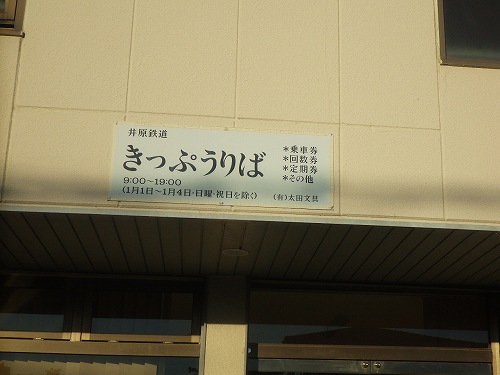 井原鉄道
きっぷうりば
9:00～19:00
(1月1日～1月4日・日曜・祝日を除く)
＊乗車券
＊回数券
＊定期券
＊その他
(有)太田文具